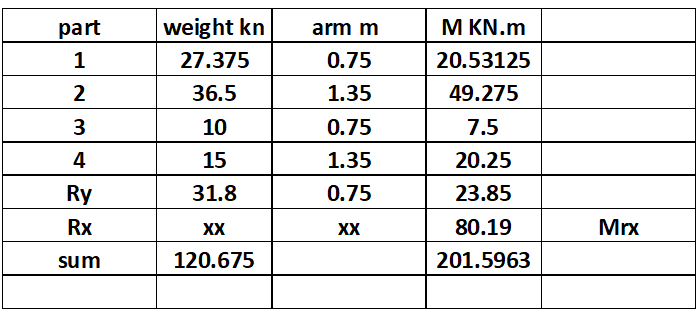 part weight kn arm m M KN.m
1 27.375 0.75 20.53125
2 36.5 1.35 49.275
3 10 0.75 7.5
4 15 1.35 20.25
Ry 31.8 0.75 23.85
Rx xx xx 80.19 Mrx
sum 120.675 201.5963